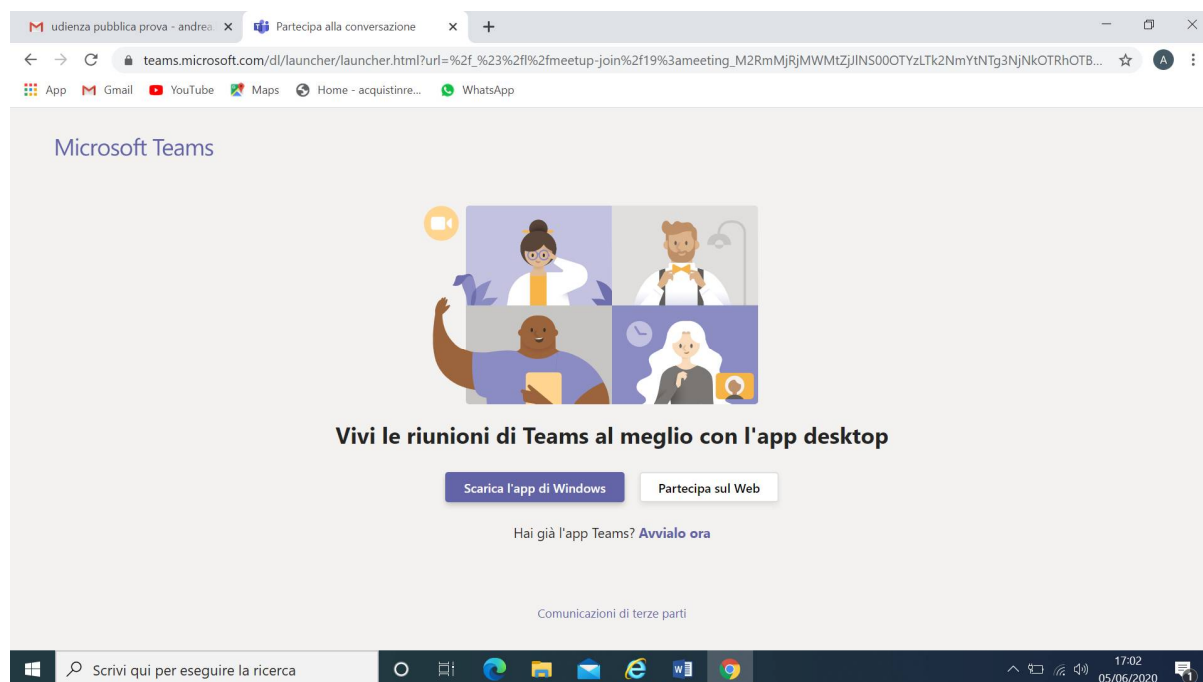 udienza pubblica prova - andrea.
Partecipa alla conversazione
teams.microsoft.com/dl/launcher/launcher.html?url=%2f_%23%2fl%2fmeetup-join%2f19%3ameeting_M2RmMjRjMWMtZjJlNS00OTYzLTk2NmYtNTg3NjNkOTRhOTB...
A
App
Gmail
YouTube
Maps
Home - acquistinre...
WhatsApp
Microsoft Teams
Vivi le riunioni di Teams al meglio con l'app desktop
Scarica l'app di Windows
Partecipa sul Web
Hai già l'app Teams? Avvialo ora
Comunicazioni di terze parti
Scrivi qui per eseguire la ricerca
17:02
05/06/2020
1